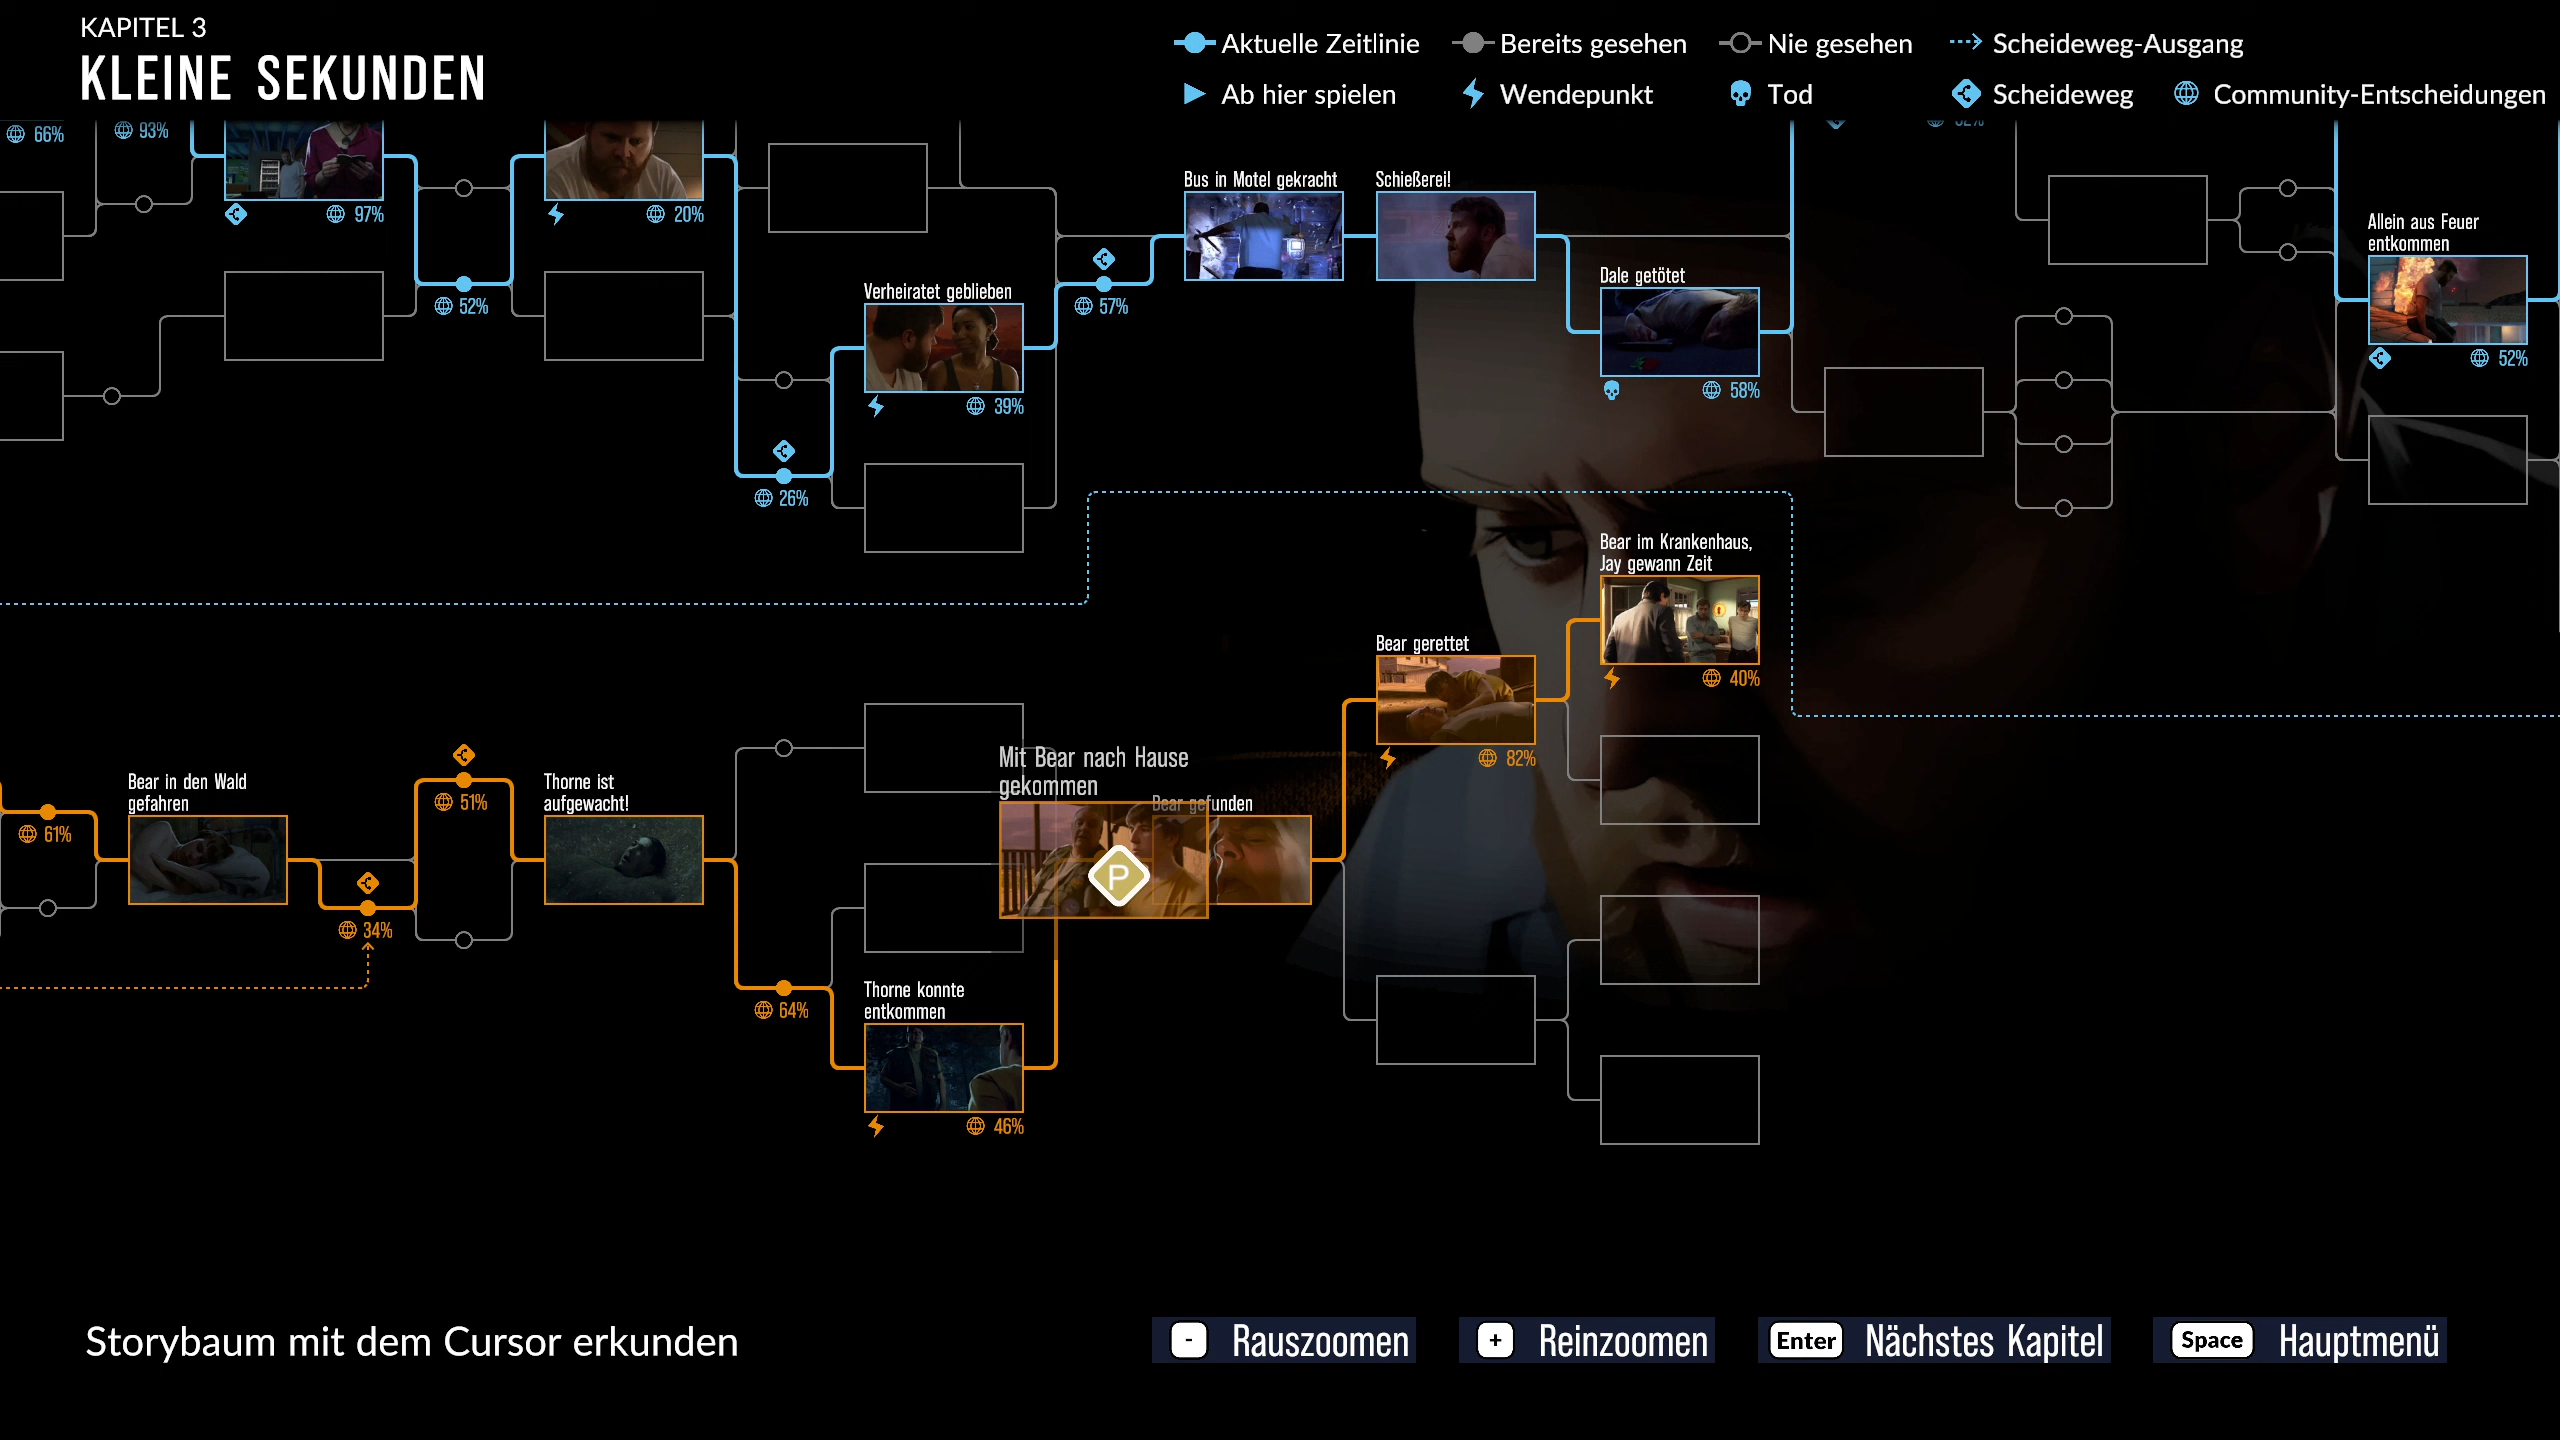 KAPITEL 3
KLEINE SEKUNDEN
Aktuelle Zeitlinie
Bereits gesehen
Nie gesehen
Scheideweg-Ausgang
Ab hier spielen
Wendepunkt
Tod
Scheideweg
Community-Entscheidungen
66%
93%
97%
20%
52%
Bus in Motel gekracht
Schießerei!
Allein aus Feuer
entkommen
52%
Dale getötet
58%
Verheiratet geblieben
39%
57%
26%
Bear im Krankenhaus,
Jay gewann Zeit
40%
Bear gerettet
82%
Mit Bear nach Hause
gekommen
Bear gefunden
P
61%
Bear in den Wald
gefahren
34%
51%
Thorne ist
aufgewacht!
64%
Thorne konnte
entkommen
46%
Storybaum mit dem Cursor erkunden
- Rauszoomen
+ Reinzoomen
Enter Nächstes Kapitel
Space Hauptmenü